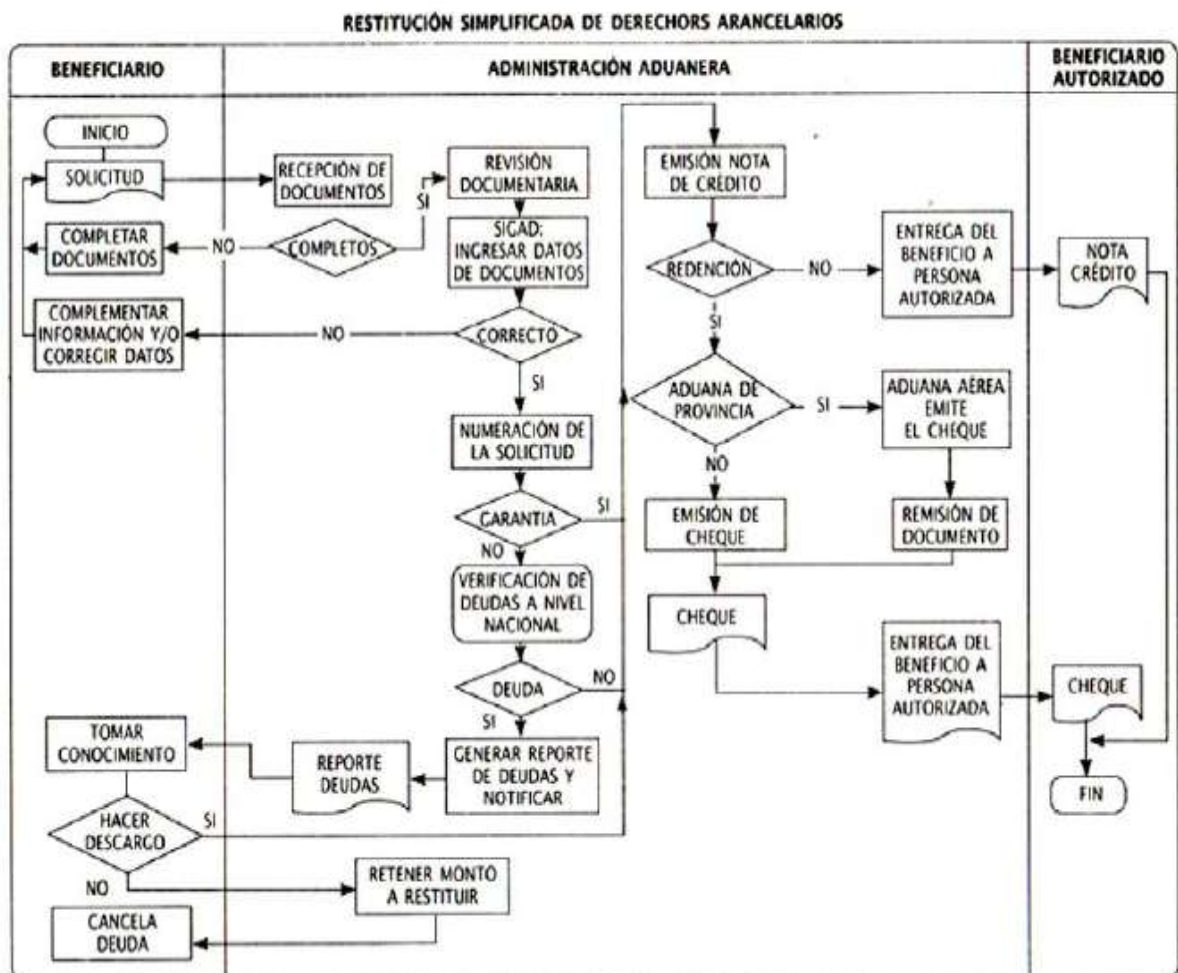 RESTITUCIÓN SIMPLIFICADA DE DERECHORS ARANCELARIOS
BENEFICIARIO
ADMINISTRACIÓN ADUANERA
BENEFICIARIO
AUTORIZADO
INICIO
SOLICITUD
RECEPCIÓN DE
DOCUMENTOS
REVISIÓN
DOCUMENTARIA
SI
COMPLETOS
NO
COMPLETAR
DOCUMENTOS
SIGAD:
INGRESAR DATOS
DE DOCUMENTOS
CORRECTO
NO
COMPLEMENTAR
INFORMACIÓN Y/O
CORREGIR DATOS
SI
NUMERACIÓN DE
LA SOLICITUD
GARANTIA
SI
NO
VERIFICACIÓN DE
DEUDAS A NIVEL
NACIONAL
DEUDA
NO
SI
GENERAR REPORTE
DE DEUDAS Y
NOTIFICAR
REPORTE
DEUDAS
TOMAR
CONOCIMIENTO
HACER
DESCARGO
SI
NO
RETENER MONTO
A RESTITUIR
CANCELA
DEUDA
EMISIÓN NOTA
DE CRÉDITO
REDENCIÓN
NO
ENTREGA DEL
BENEFICIO A
PERSONA
AUTORIZADA
NOTA
CRÉDITO
SI
ADUANA DE
PROVINCIA
SI
ADUANA AÉREA
EMITE
EL CHEQUE
NO
EMISIÓN DE
CHEQUE
REMISIÓN DE
DOCUMENTO
CHEQUE
ENTREGA DEL
BENEFICIO A
PERSONA
AUTORIZADA
CHEQUE
FIN